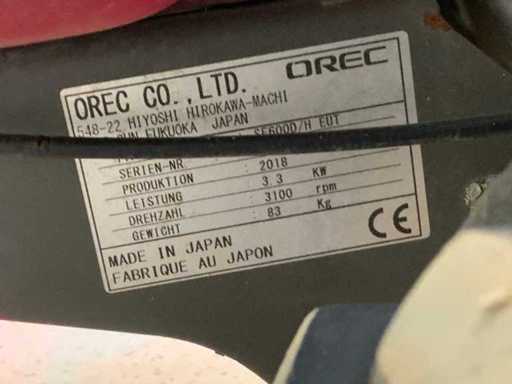 OREC CO.,LTD.
OREC
548-22 HIYOSHI HIROKAWA-MACHI
FUKUOKA JAPAN
SF600D/H EUT
SERIEN-NR.
PRODUKTION : 2018
LEISTUNG : 3.3 KW
DREHZAHL : 3100 rpm
GEWICHT : 83 Kg
MADE IN JAPAN
FABRIQUE AU JAPON
CE